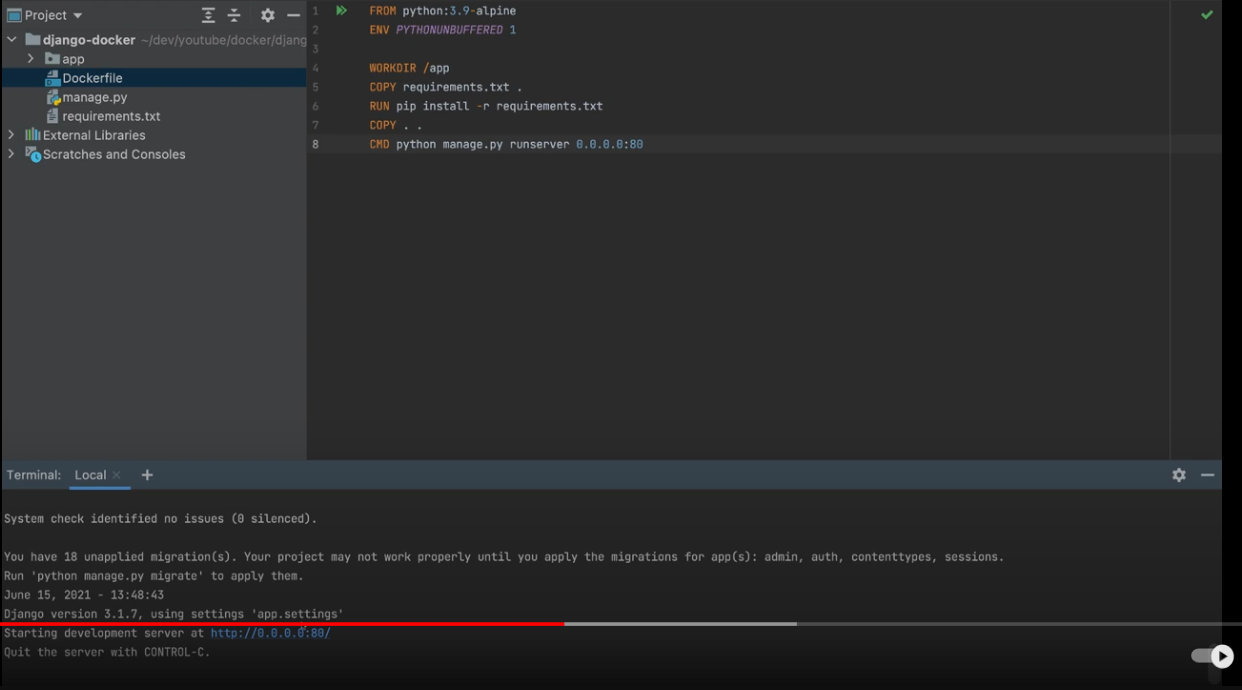 Project
django-docker ~/dev/youtube/docker/djang
app
Dockerfile
manage.py
requirements.txt
External Libraries
Scratches and Consoles
1 FROM python:3.9-alpine
2 ENV PYTHONUNBUFFERED 1
3
4 WORKDIR /app
5 COPY requirements.txt .
6 RUN pip install -r requirements.txt
7 COPY . .
8 CMD python manage.py runserver 0.0.0.0:80
Terminal: Local × +
System check identified no issues (0 silenced).
You have 18 unapplied migration(s). Your project may not work properly until you apply the migrations for app(s): admin, auth, contenttypes, sessions.
Run 'python manage.py migrate' to apply them.
June 15, 2021 - 13:48:43
Django version 3.1.7, using settings 'app.settings'
Starting development server at http://0.0.0.0:80/
Quit the server with CONTROL-C.